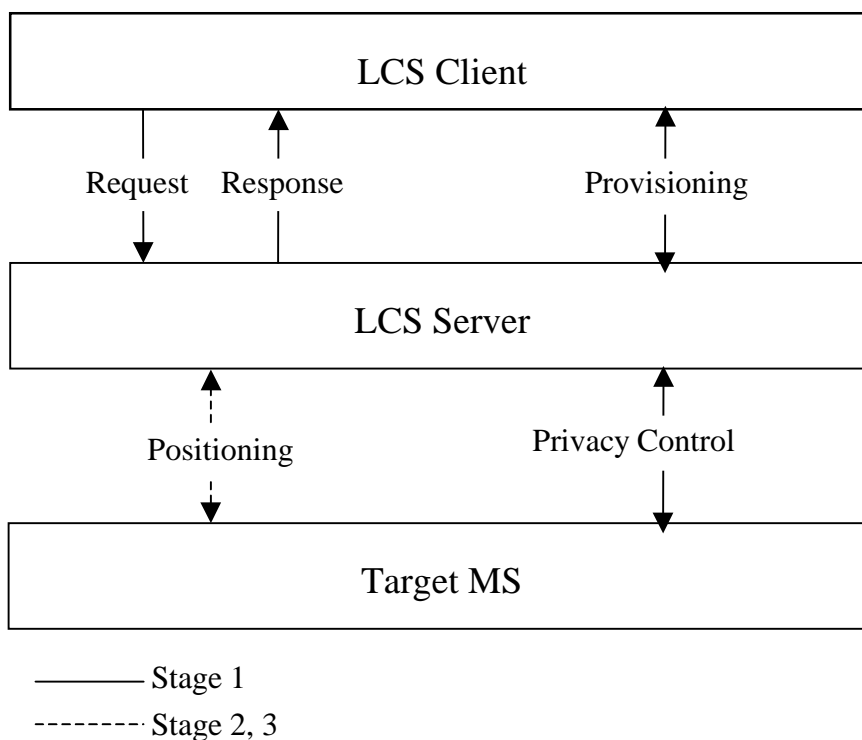 LCS Client
Request Response Provisioning
LCS Server
Positioning Privacy Control
Target MS
Stage 1
Stage 2, 3